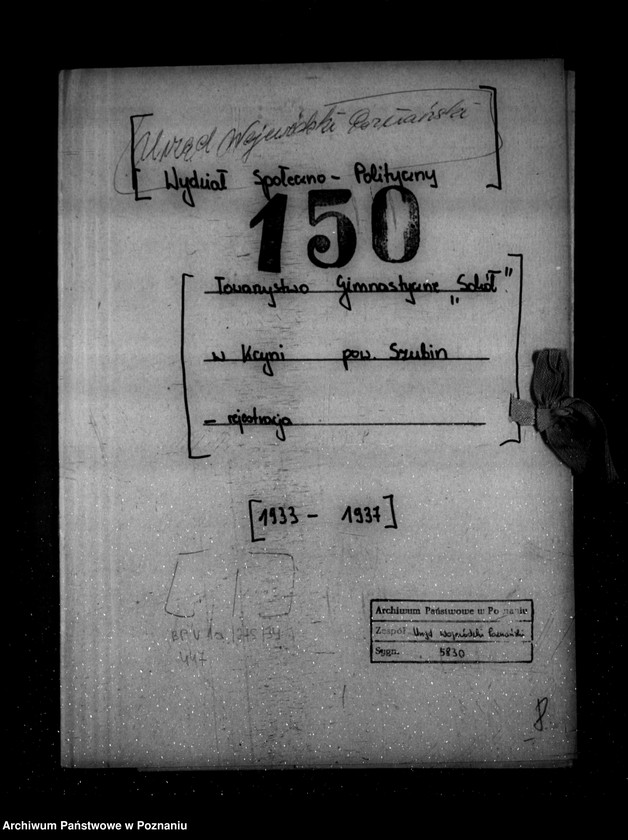 [Urząd Wojewódzki Poznański
Wydział Społeczno - Polityczny]
150
[Towarzystwo Gimnastyczne „Sokół”
w Kcyni pow. Szubin
- rejestracja]
[1933 - 1937]
447
Archiwum Państwowe w Poznaniu
Zespół Urząd Wojewódzki Poznański
Sygn. 5830
8
Archiwum Państwowe w Poznaniu